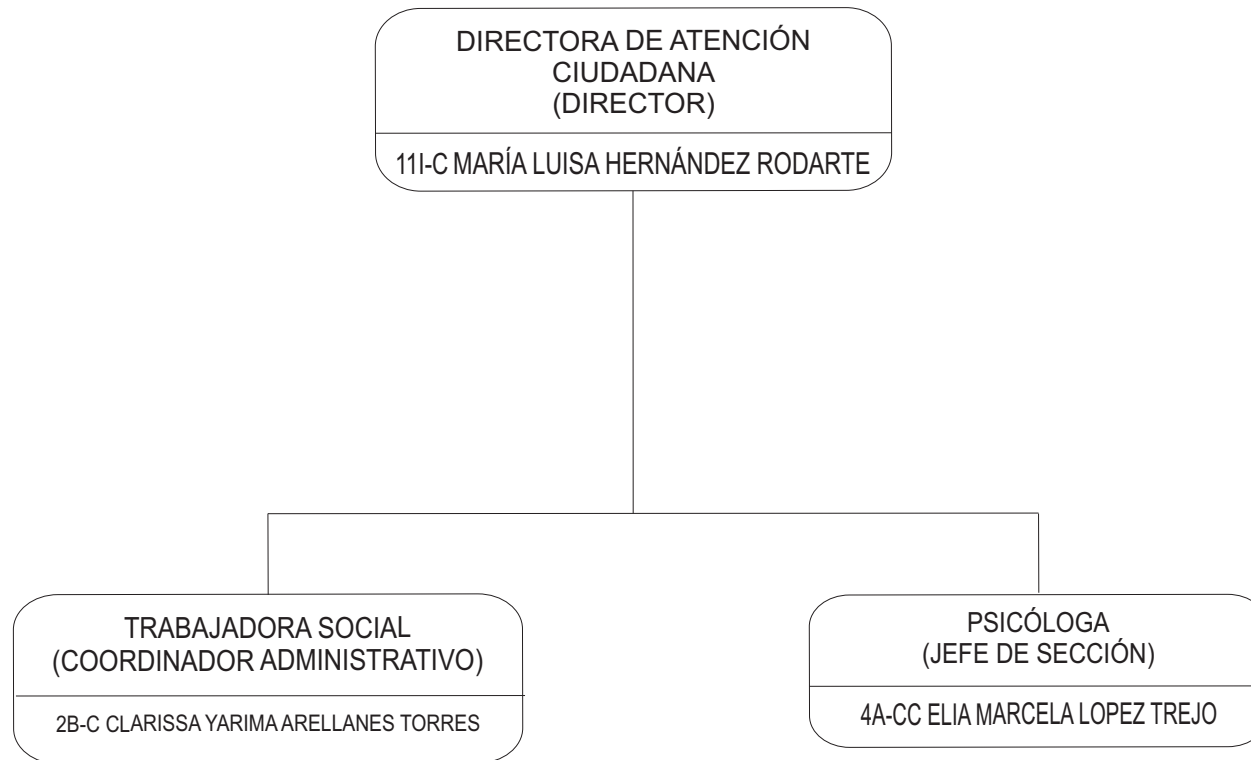 DIRECTORA DE ATENCIÓN
CIUDADANA
(DIRECTOR)
11I-C MARÍA LUISA HERNÁNDEZ RODARTE
TRABAJADORA SOCIAL
(COORDINADOR ADMINISTRATIVO)
2B-C CLARISSA YARIMA ARELLANES TORRES
PSICÓLOGA
(JEFE DE SECCIÓN)
4A-CC ELIA MARCELA LOPEZ TREJO